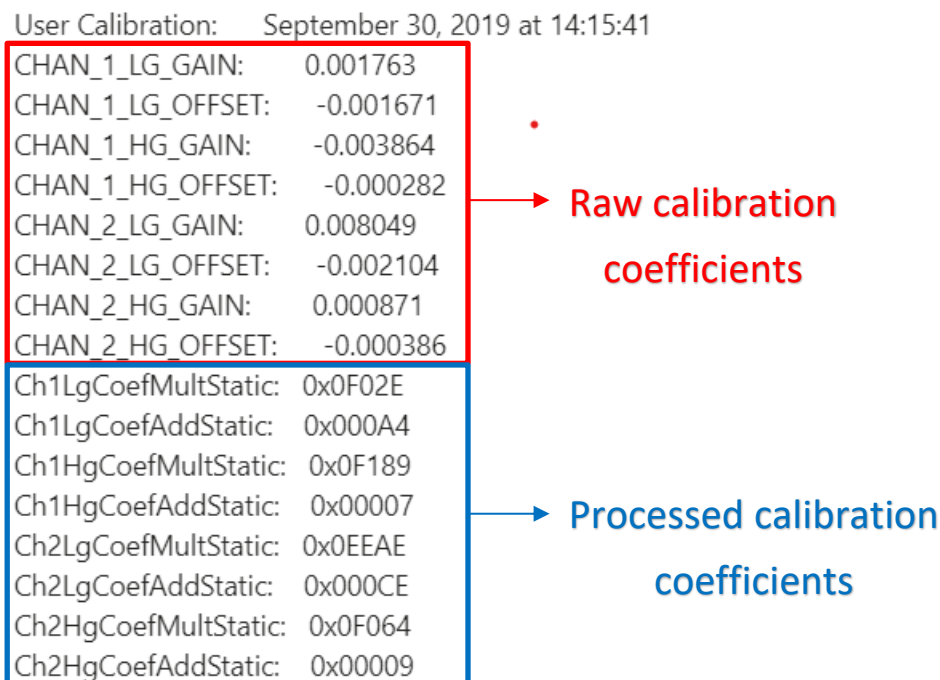 User Calibration: September 30, 2019 at 14:15:41
CHAN_1_LG_GAIN: 0.001763
CHAN_1_LG_OFFSET: -0.001671
CHAN_1_HG_GAIN: -0.003864
CHAN_1_HG_OFFSET: -0.000282
CHAN_2_LG_GAIN: 0.008049
CHAN_2_LG_OFFSET: -0.002104
CHAN_2_HG_GAIN: 0.000871
CHAN_2_HG_OFFSET: -0.000386
Raw calibration
coefficients
Ch1LgCoefMultStatic: 0x0F02E
Ch1LgCoefAddStatic: 0x000A4
Ch1HgCoefMultStatic: 0x0F189
Ch1HgCoefAddStatic: 0x00007
Ch2LgCoefMultStatic: 0x0EEAE
Ch2LgCoefAddStatic: 0x000CE
Ch2HgCoefMultStatic: 0x0F064
Ch2HgCoefAddStatic: 0x00009
Processed calibration
coefficients